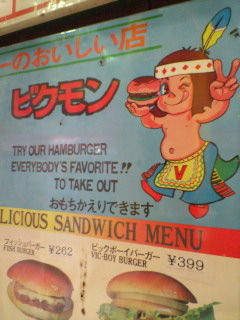 ーのおいしい店
ビクモン
TRY OUR HAMBURGER
EVERYBODY'S FAVORITE!!
TO TAKE OUT
おもちかえりできます
V
LICIOUS SANDWICH MENU
フィッシュバーガー ¥262
FISH BURGER
ビックボーイバーガー ¥399
VIC-BOY BURGER